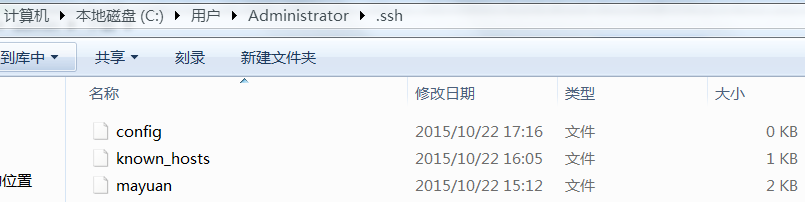 计算机 本地磁盘 (C:) 用户 Administrator .ssh
到库中 共享 刻录 新建文件夹
名称 修改日期 类型 大小
config 2015/10/22 17:16 文件 0 KB
known_hosts 2015/10/22 16:05 文件 1 KB
的位置
mayuan 2015/10/22 15:12 文件 2 KB